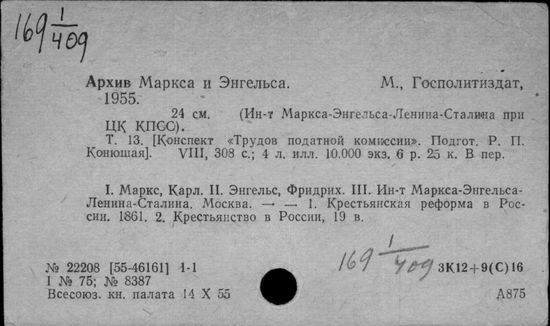 169 1/409
Архив Маркса и Энгельса. М., Госполитиздат,
1955.
24 см. (Ин-т Маркса-Энгельса-Ленина-Сталина при
ЦК КПСС).
Т. 13. [Конспект «Трудов податной комиссии». Подгот. Р. П.
Конюшая]. VIII, 308 с.; 4 л. илл. 10.000 экз. 6 р. 25 к. В пер.
I. Маркс, Карл. II. Энгельс, Фридрих. III. Ин-т Маркса-Энгельса-
Ленина-Сталина. Москва. — — 1. Крестьянская реформа в Рос-
сии. 1861. 2. Крестьянство в России, 19 в.
169 1/409
№ 22208 [55-46161] 1-1 3К12+9(С)16
I № 75; № 8387
Всесоюз. кн. палата 14 X 55 А875